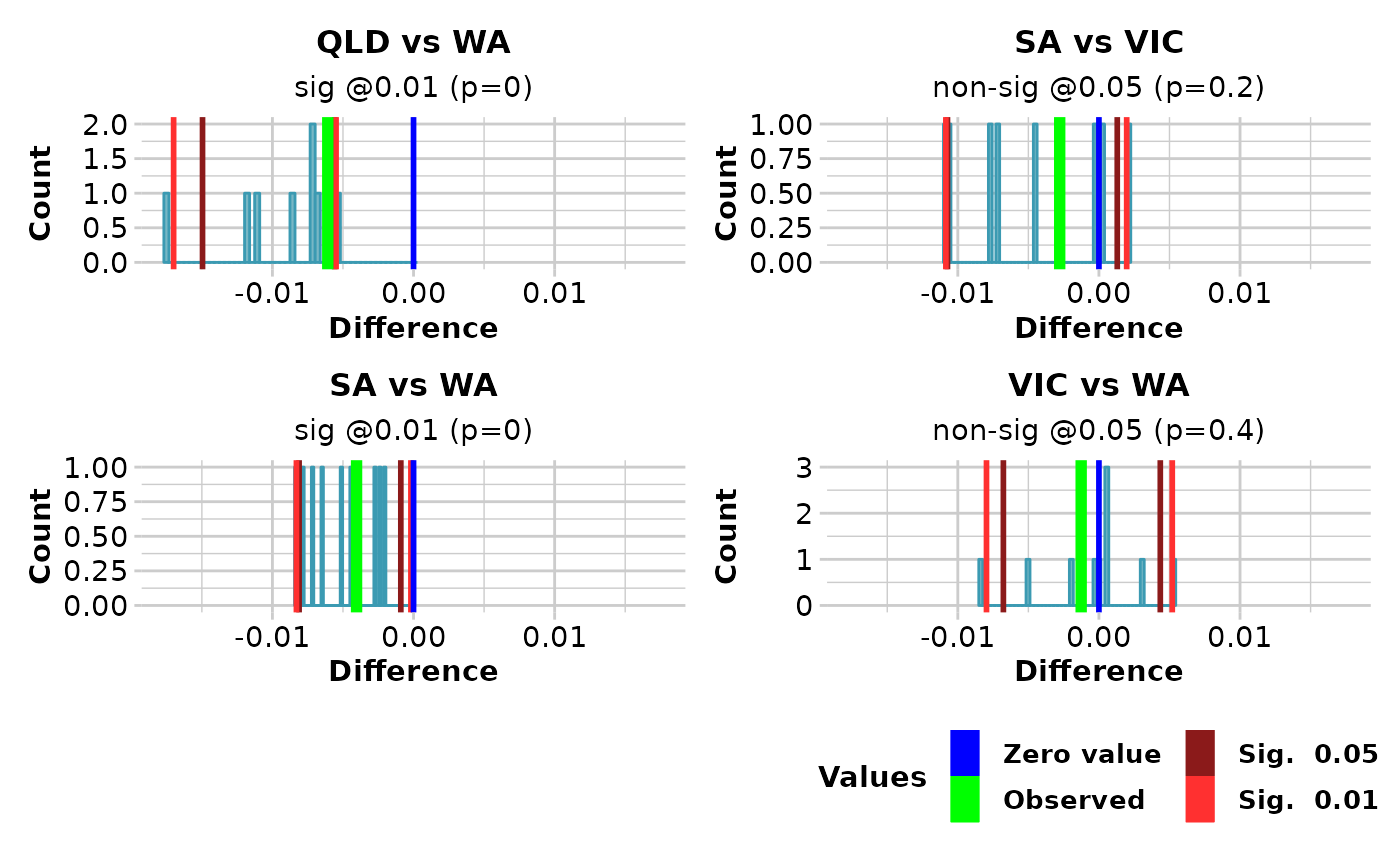 QLD vs WA
sig @0.01 (p=0)
2.0
1.5
1.0
0.5
0.0
Count
-0.01 0.00 0.01
Difference
SA vs VIC
non-sig @0.05 (p=0.2)
1.00
0.75
0.50
0.25
0.00
Count
-0.01 0.00 0.01
Difference
SA vs WA
sig @0.01 (p=0)
1.00
0.75
0.50
0.25
0.00
Count
-0.01 0.00 0.01
Difference
VIC vs WA
non-sig @0.05 (p=0.4)
3
2
1
0
Count
-0.01 0.00 0.01
Difference
Values
Zero value
Observed
Sig. 0.05
Sig. 0.01